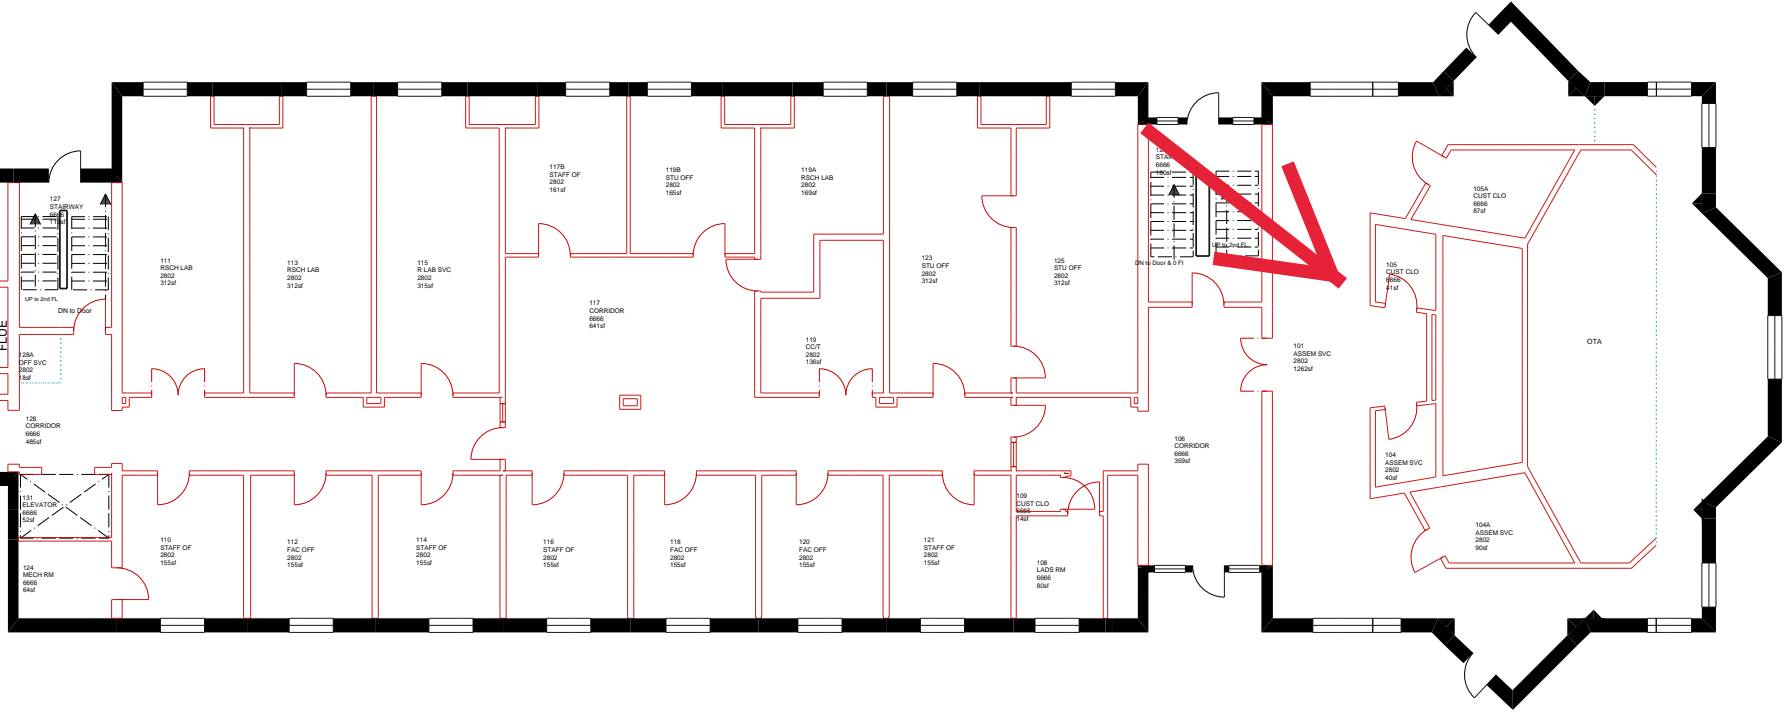 127
STAIRWAY
UP to 2nd FL
DN to Door
FLUE
128A
OFF SVC
2802
18sf
128
CORRIDOR
6666
485sf
131
ELEVATOR
6666
52sf
124
MECH RM
6666
64sf
111
RSCH LAB
2802
312sf
113
RSCH LAB
2802
312sf
115
R LAB SVC
2802
315sf
117B
STAFF OF
2802
161sf
119B
STU OFF
2802
165sf
119A
RSCH LAB
2802
169sf
117
CORRIDOR
6666
641sf
119
CC/T
2802
136sf
123
STU OFF
2802
312sf
125
STU OFF
2802
312sf
6666
UP to 2nd FL
DN to Door & 0 Fl
110
STAFF OF
2802
155sf
112
FAC OFF
2802
155sf
114
STAFF OF
2802
155sf
116
STAFF OF
2802
155sf
118
FAC OFF
2802
155sf
120
FAC OFF
2802
155sf
121
STAFF OF
2802
155sf
109
CUST CLO
6666
14sf
108
LADS RM
6666
80sf
106
CORRIDOR
6666
359sf
101
ASSEM SVC
2802
1262sf
105A
CUST CLO
6666
87sf
105
CUST CLO
6666
41sf
104
ASSEM SVC
2802
40sf
104A
ASSEM SVC
2802
90sf
OTA